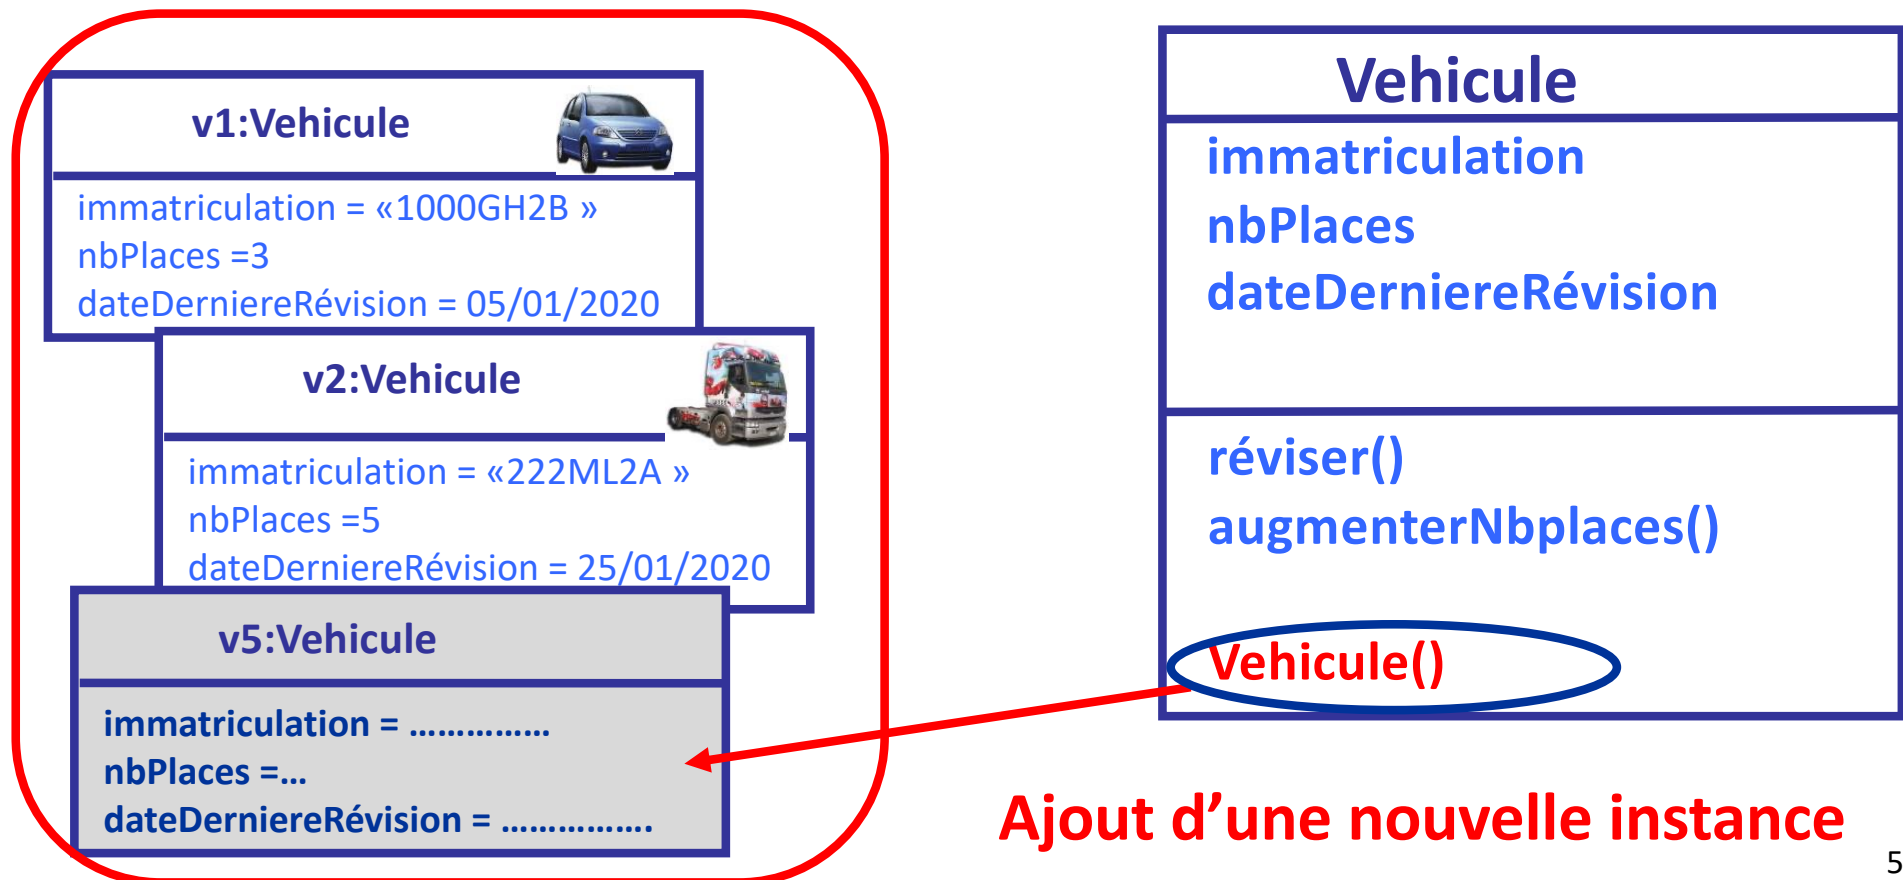 v1:Vehicule
immatriculation = «1000GH2B »
nbPlaces =3
dateDerniereRévision = 05/01/2020
v2:Vehicule
immatriculation = «222ML2A »
nbPlaces =5
dateDerniereRévision = 25/01/2020
v5:Vehicule
immatriculation = ……………
nbPlaces =…
dateDerniereRévision = …………….
Vehicule
immatriculation
nbPlaces
dateDerniereRévision
réviser()
augmenterNbplaces()
Vehicule()
Ajout d’une nouvelle instance
5